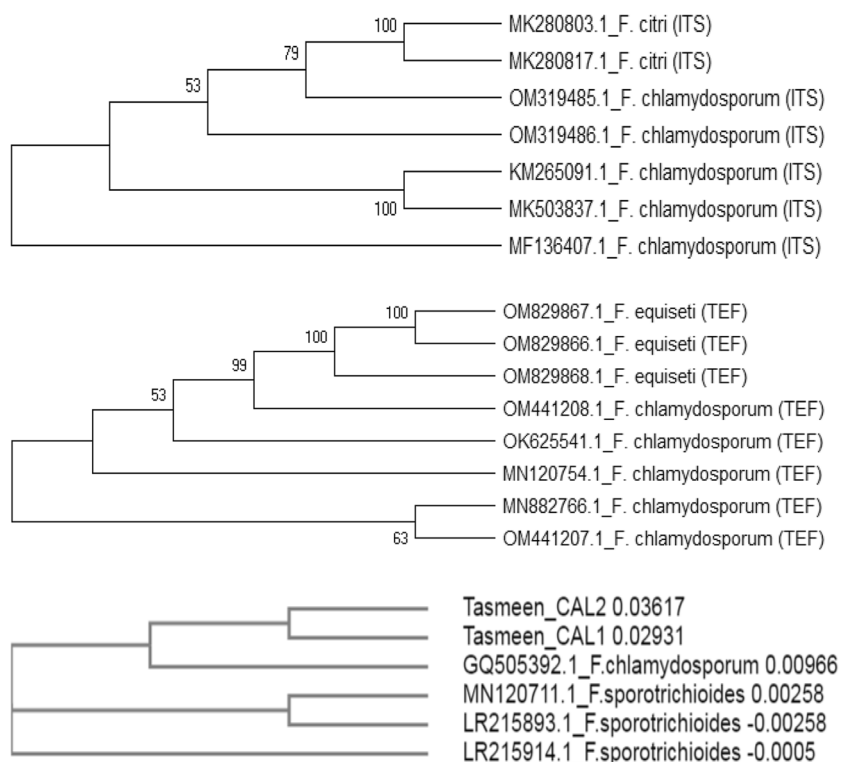 100
MK280803.1_F. citri (ITS)
79
MK280817.1_F. citri (ITS)
53
OM319485.1_F. chlamydosporum (ITS)
OM319486.1_F. chlamydosporum (ITS)
KM265091.1_F. chlamydosporum (ITS)
100
MK503837.1_F. chlamydosporum (ITS)
MF136407.1_F. chlamydosporum (ITS)
100
OM829867.1_F. equiseti (TEF)
100
OM829866.1_F. equiseti (TEF)
99
OM829868.1_F. equiseti (TEF)
53
OM441208.1_F. chlamydosporum (TEF)
OK625541.1_F. chlamydosporum (TEF)
MN120754.1_F. chlamydosporum (TEF)
MN882766.1_F. chlamydosporum (TEF)
63
OM441207.1_F. chlamydosporum (TEF)
Tasmeen_CAL2 0.03617
Tasmeen_CAL1 0.02931
GQ505392.1_F.chlamydosporum 0.00966
MN120711.1_F.sporotrichioides 0.00258
LR215893.1_F.sporotrichioides -0.00258
LR215914.1_F.sporotrichioides -0.0005